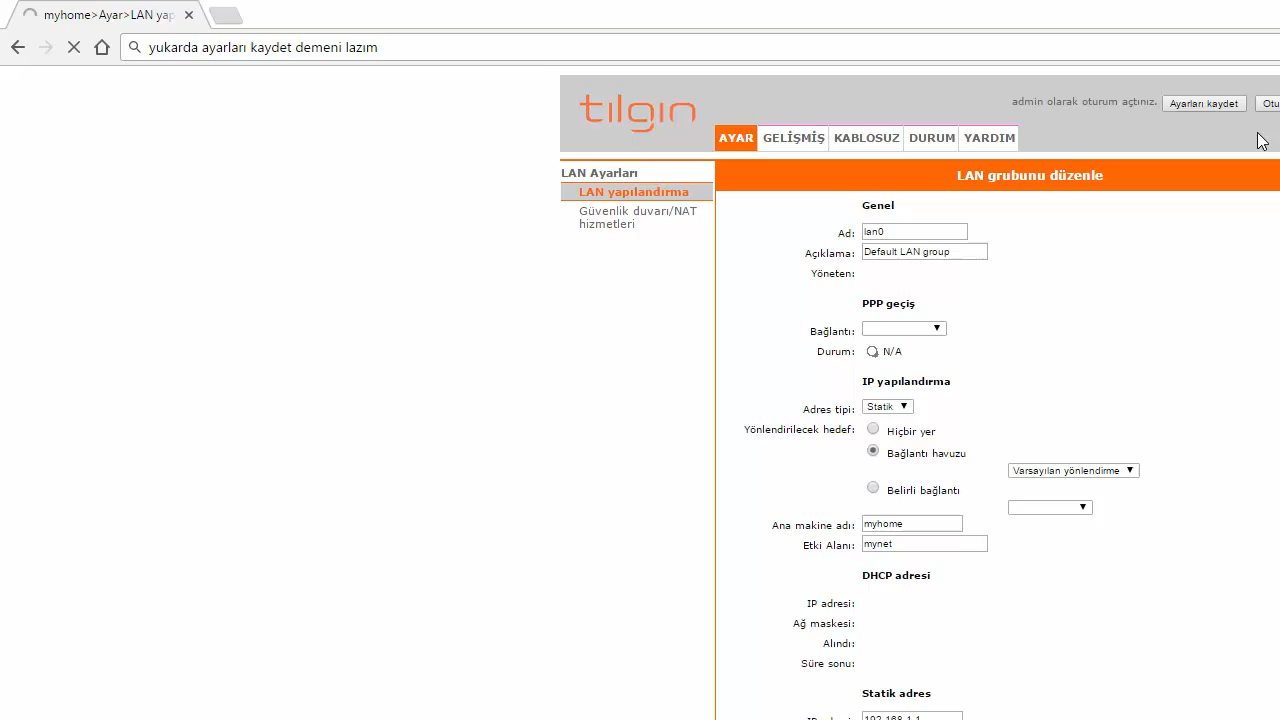 myhome>Ayar>LAN yap
yukarda ayarları kaydet demeni lazım
tilgin
admin olarak oturum açtınız.
Ayarları kaydet
Otu
AYAR GELİŞMİŞ KABLOSUZ DURUM YARDIM
LAN Ayarları
LAN yapılandırma
Güvenlik duvarı/NAT
hizmetleri
LAN grubunu düzenle
Genel
Ad: lan0
Açıklama: Default LAN group
Yöneten:
PPP geçiş
Bağlantı:
Durum: N/A
IP yapılandırma
Adres tipi: Statik
Yönlendirilecek hedef: Hiçbir yer
Bağlantı havuzu
Varsayılan yönlendirme
Belirli bağlantı
Ana makine adı: myhome
Etki Alanı: mynet
DHCP adresi
IP adresi:
Ağ maskesi:
Alındı:
Süre sonu:
Statik adres